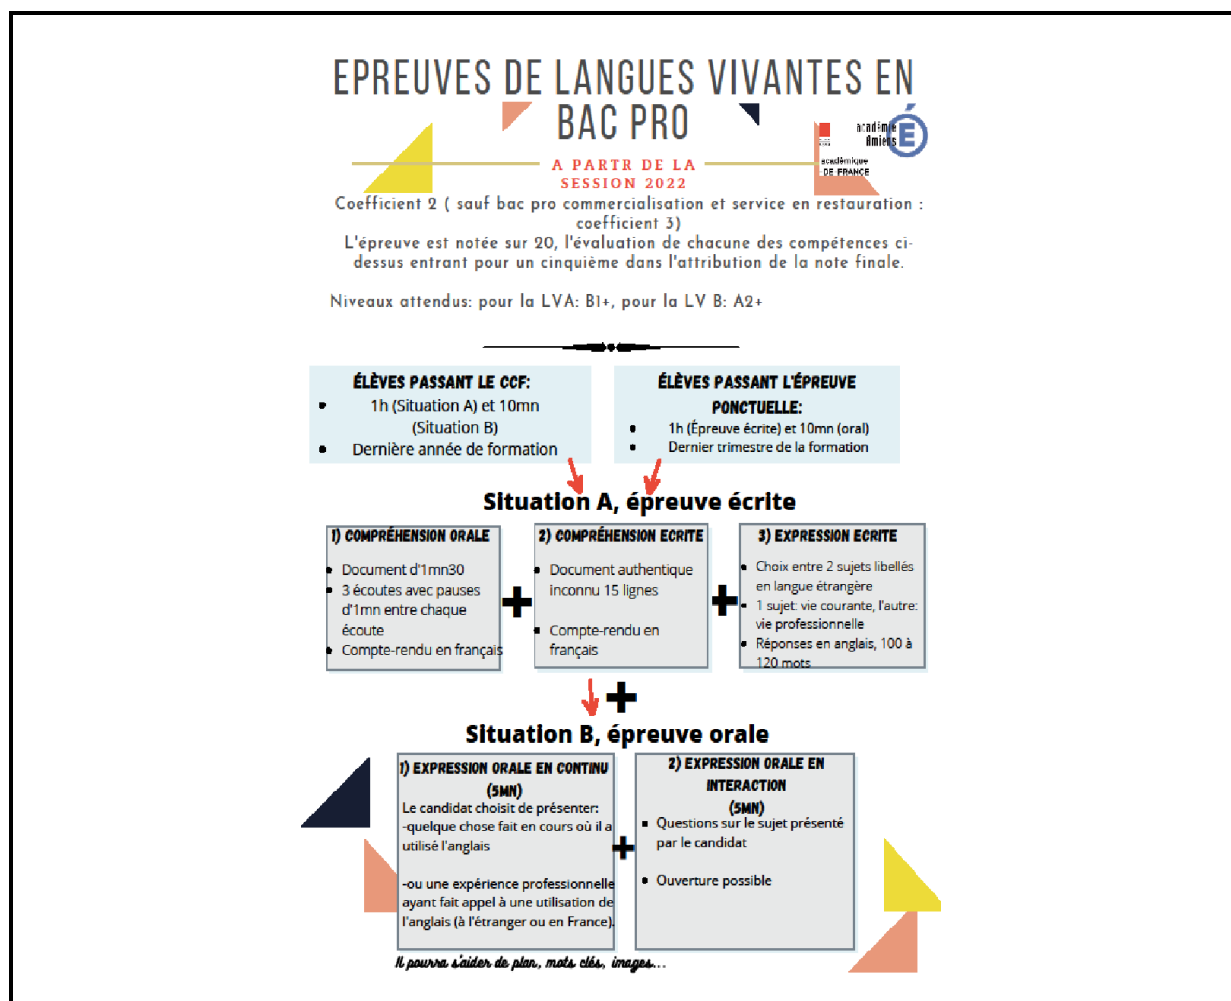 EPREUVES DE LANGUES VIVANTES EN
BAC PRO
académie
Amiens
académique
DE FRANCE
A PARTR DE LA
SESSION 2022
Coefficient 2 ( sauf bac pro commercialisation et service en restauration :
coefficient 3)
L'épreuve est notée sur 20, l'évaluation de chacune des compétences ci-
dessus entrant pour un cinquième dans l'attribution de la note finale.
Niveaux attendus: pour la LVA: B1+, pour la LV B: A2+
ÉLÈVES PASSANT LE CCF:
• 1h (Situation A) et 10mn
(Situation B)
• Dernière année de formation
ÉLÈVES PASSANT L'ÉPREUVE
PONCTUELLE:
• 1h (Épreuve écrite) et 10mn (oral)
• Dernier trimestre de la formation
Situation A, épreuve écrite
1) COMPRÉHENSION ORALE
• Document d'1mn30
• 3 écoutes avec pauses
d'1mn entre chaque
écoute
• Compte-rendu en français
+
2) COMPRÉHENSION ECRITE
• Document authentique
inconnu 15 lignes
• Compte-rendu en
français
+
3) EXPRESSION ECRITE
• Choix entre 2 sujets libellés
en langue étrangère
• 1 sujet: vie courante, l'autre:
vie professionnelle
• Réponses en anglais, 100 à
120 mots
+
Situation B, épreuve orale
1) EXPRESSION ORALE EN CONTINU
(5MN)
Le candidat choisit de présenter:
-quelque chose fait en cours où il a
utilisé l'anglais
-ou une expérience professionnelle
ayant fait appel à une utilisation de
l'anglais (à l'étranger ou en France).
+
2) EXPRESSION ORALE EN
INTERACTION
(5MN)
• Questions sur le sujet présenté
par le candidat
• Ouverture possible
Il pourra s'aider de plan, mots clés, images...